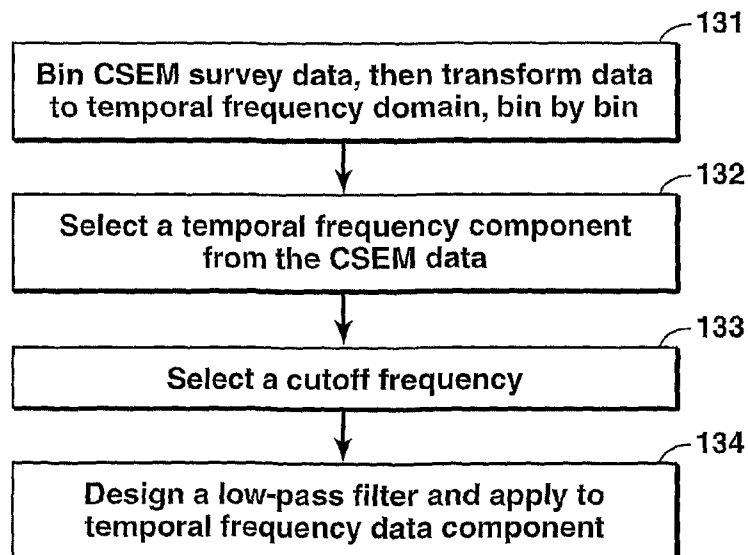 131
Bin CSEM survey data, then transform data
to temporal frequency domain, bin by bin
132
Select a temporal frequency component
from the CSEM data
133
Select a cutoff frequency
134
Design a low-pass filter and apply to
temporal frequency data component